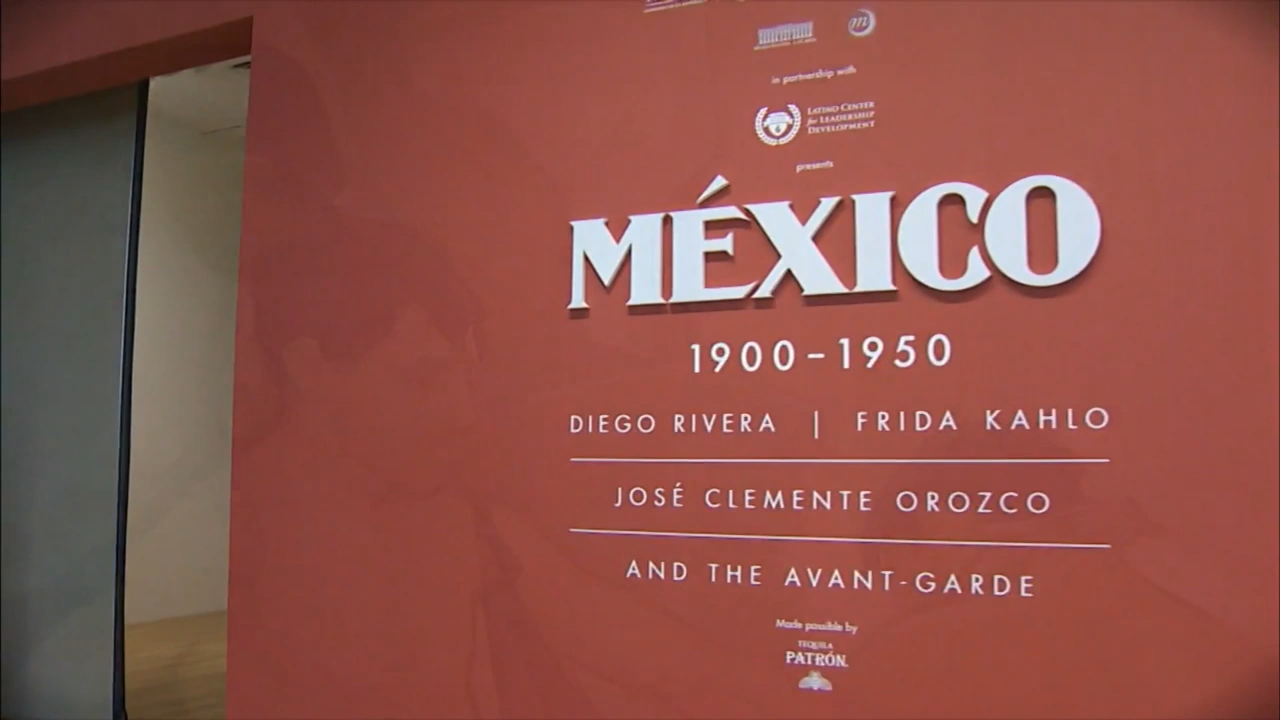 m
in partnership with
LATINO CENTER
for LEADERSHIP
DEVELOPMENT
presents
MÉXICO
1900–1950
DIEGO RIVERA | FRIDA KAHLO
JOSÉ CLEMENTE OROZCO
AND THE AVANT-GARDE
Made possible by
TEQUILA
PATRÓN.